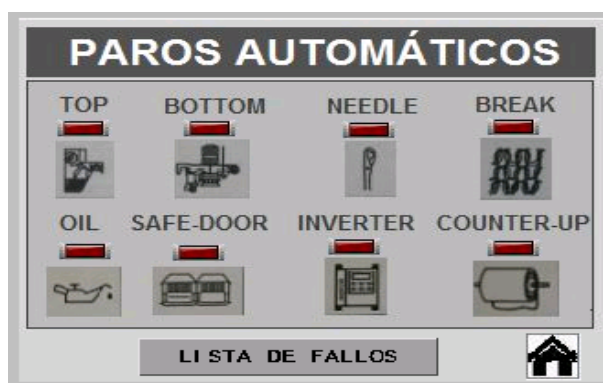 PAROS AUTOMÁTICOS
TOP BOTTOM NEEDLE BREAK
OIL SAFE-DOOR INVERTER COUNTER-UP
LISTA DE FALLOS